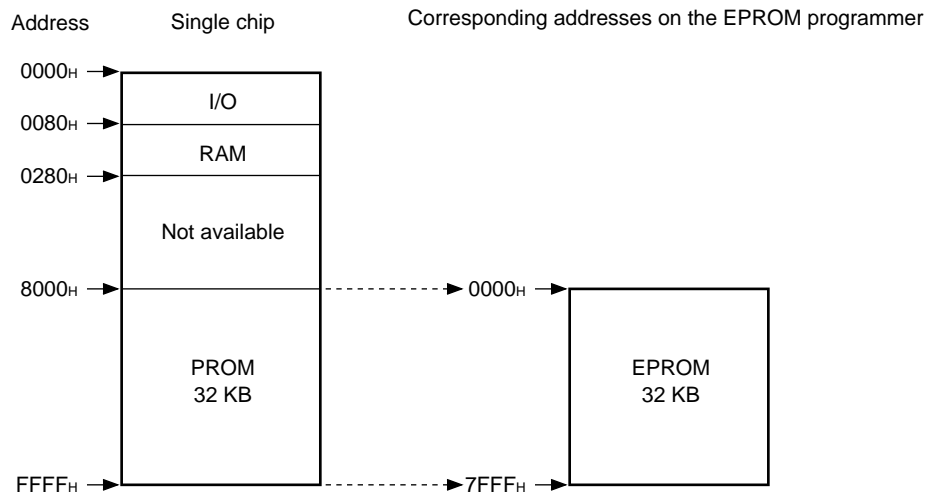 Address Single chip Corresponding addresses on the EPROM programmer
0000H
I/O
0080H
RAM
0280H
Not available
8000H 0000H
PROM EPROM
32 KB 32 KB
FFFFH 7FFFH